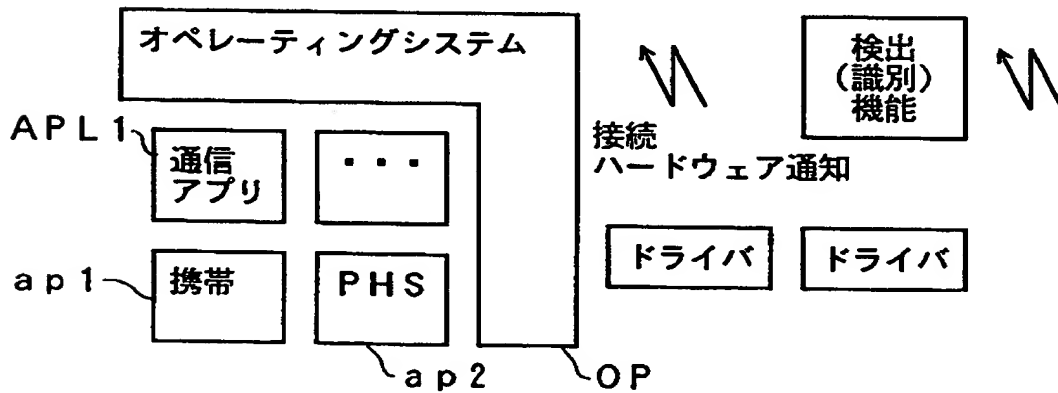 オペレーティングシステム
検出
(識別)
機能
接続
ハードウェア通知
ＡＰＬ１
通信
アプリ
・・・
ドライバ
ドライバ
ａｐ１
携帯
ＰＨＳ
ａｐ２
ＯＰ